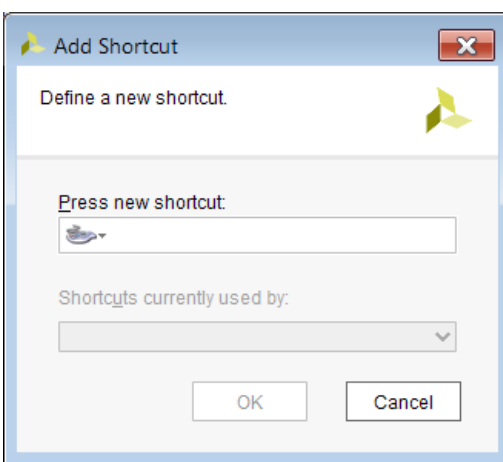 Add Shortcut
Define a new shortcut.
Press new shortcut:
Shortcuts currently used by:
OK
Cancel